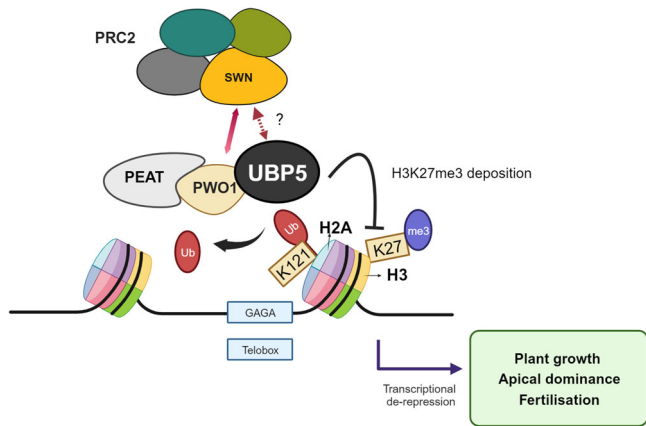 PRC2
SWN
?
PEAT
PWO1
UBP5
H3K27me3 deposition
Ub
Ub
H2A
K121
K27
me3
H3
GAGA
Telobox
Transcriptional
de-repression
Plant growth
Apical dominance
Fertilisation